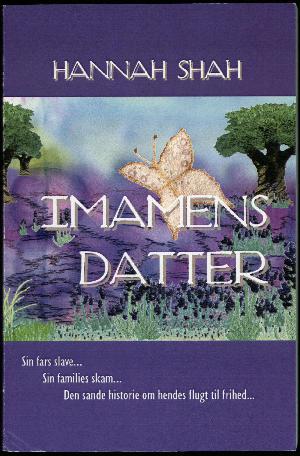 HANNAH SHAH
IMAMENS
DATTER
Sin fars slave...
Sin families skam...
Den sande historie om hendes flugt til frihed...